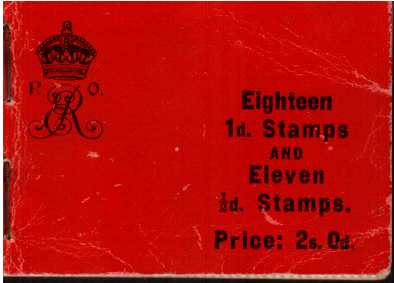 P. O.
Eighteen
1d. Stamps
AND
Eleven
½d. Stamps.
Price: 2s. 0d.